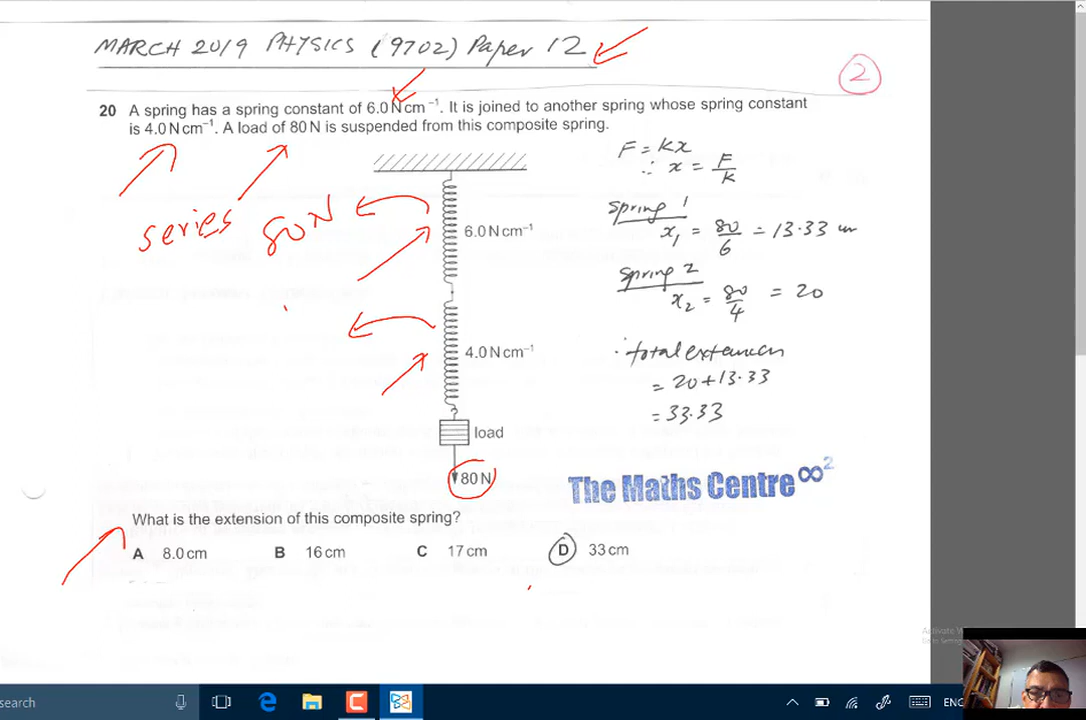 MARCH 2019 PHYSICS (9702) Paper 12
2
20 A spring has a spring constant of 6.0 N cm⁻¹. It is joined to another spring whose spring constant
is 4.0 N cm⁻¹. A load of 80 N is suspended from this composite spring.
F = kx
∴ x = F/k
series 80N
Spring 1
x₁ = 80/6 = 13.33 cm
6.0 N cm⁻¹
Spring 2
x₂ = 80/4 = 20
4.0 N cm⁻¹
total extension
= 20 + 13.33
= 33.33
load
80 N
The Maths Centre ∞²
What is the extension of this composite spring?
A 8.0 cm B 16 cm C 17 cm D 33 cm
Activate W
search
ENG